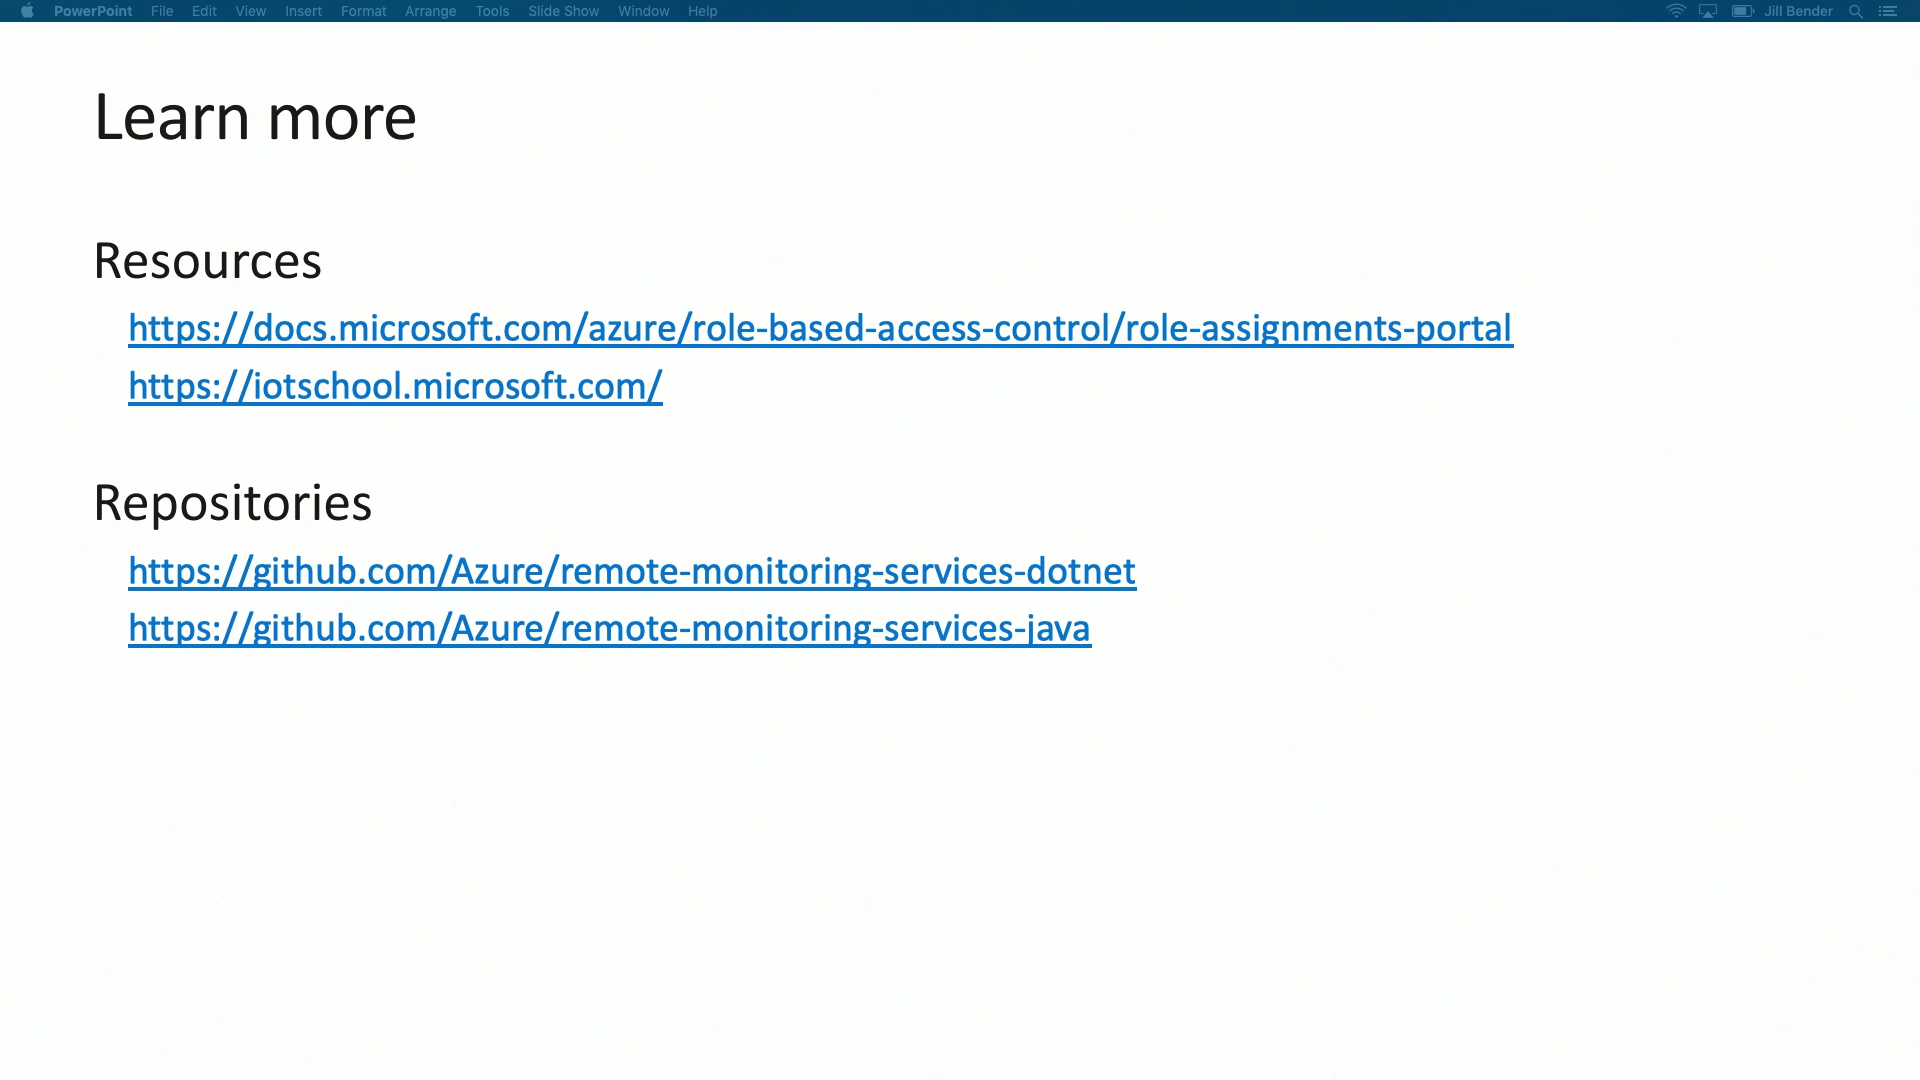 PowerPoint File Edit View Insert Format Arrange Tools Slide Show Window Help Jill Bender
Learn more
Resources
https://docs.microsoft.com/azure/role-based-access-control/role-assignments-portal
https://iotschool.microsoft.com/
Repositories
https://github.com/Azure/remote-monitoring-services-dotnet
https://github.com/Azure/remote-monitoring-services-java